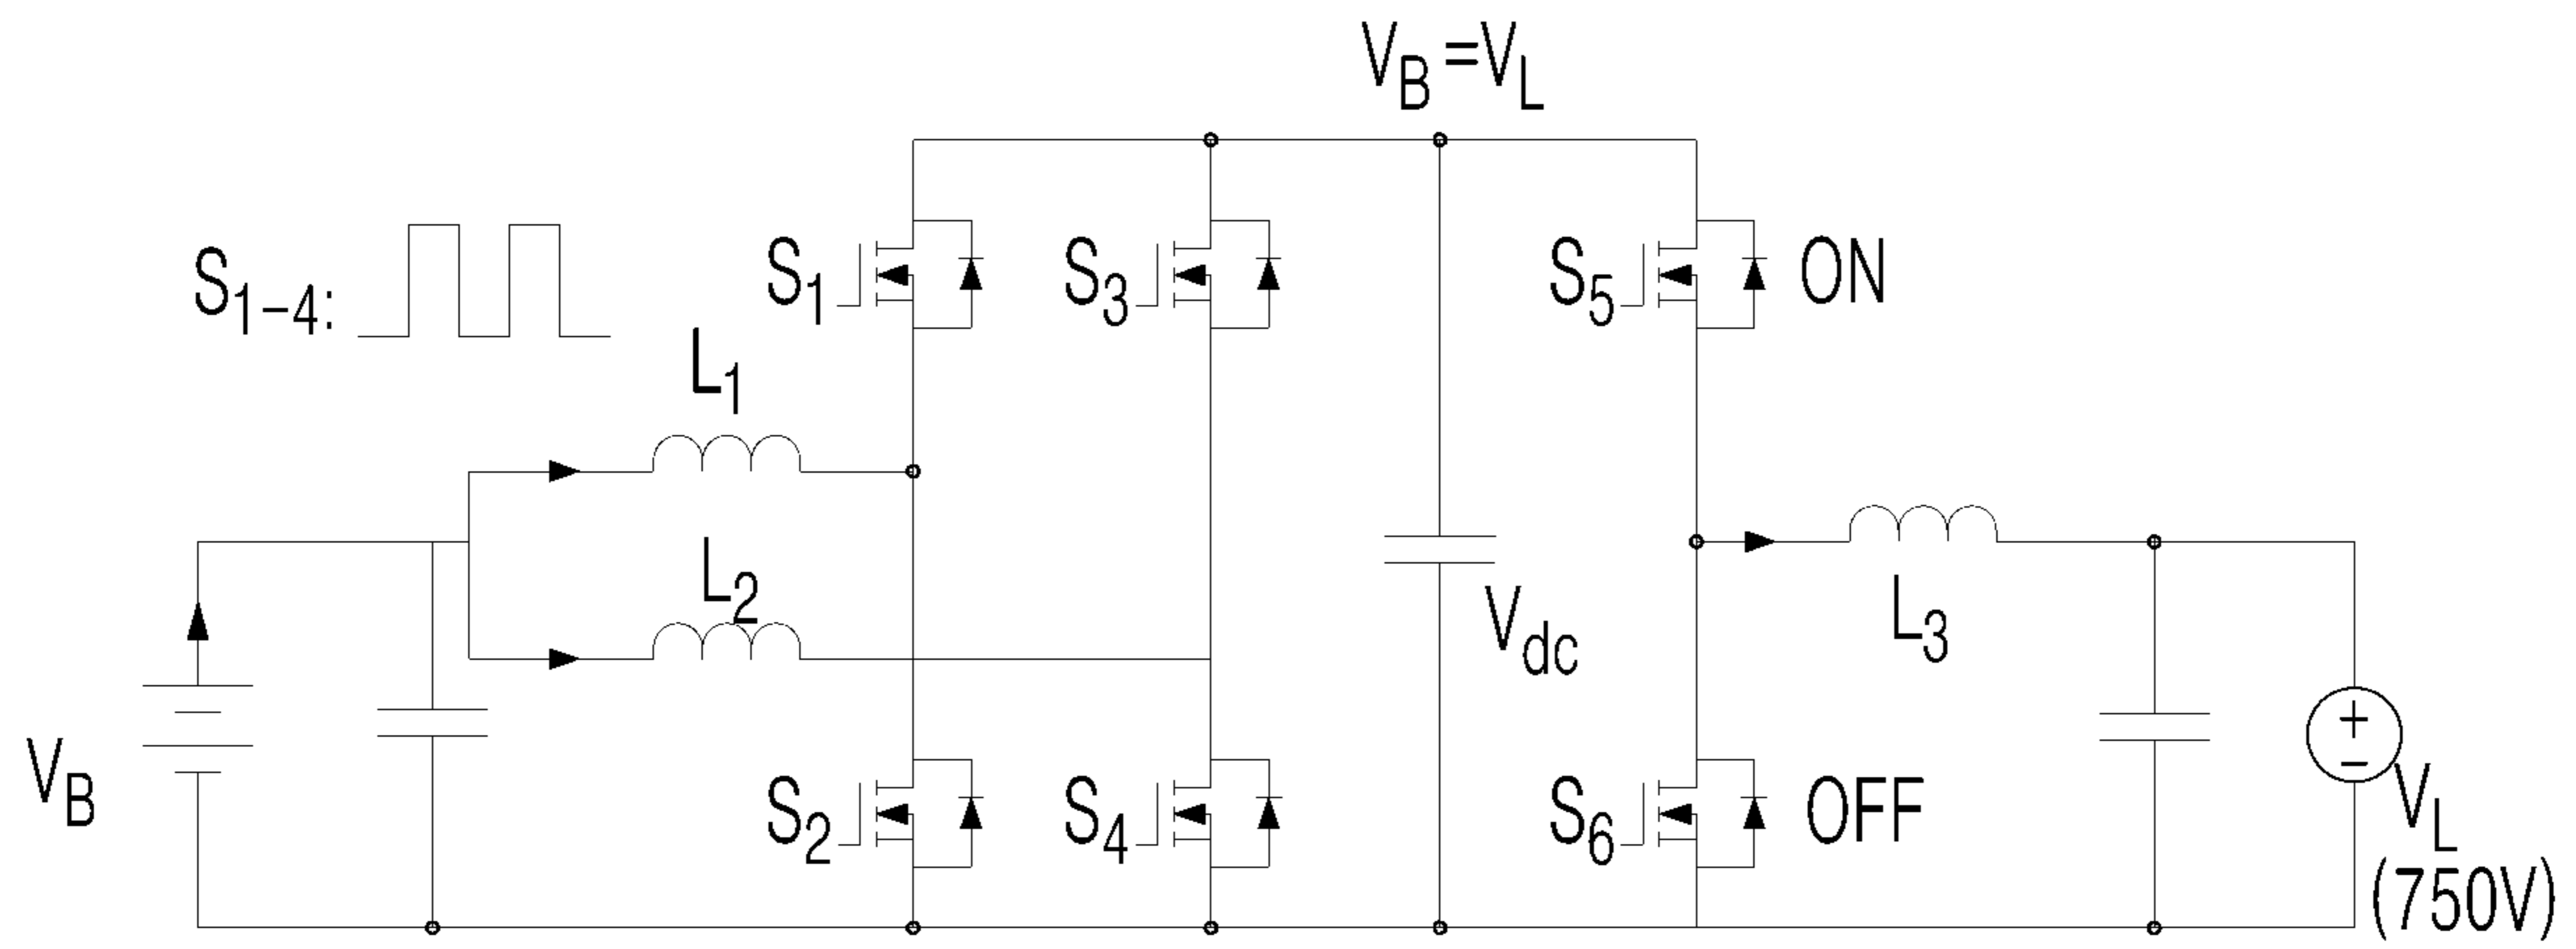 V_B=V_L
S_1-4:
S_1
S_3
S_5
ON
L_1
L_2
V_dc
L_3
V_B
S_2
S_4
S_6
OFF
+
−
V_L
(750V)